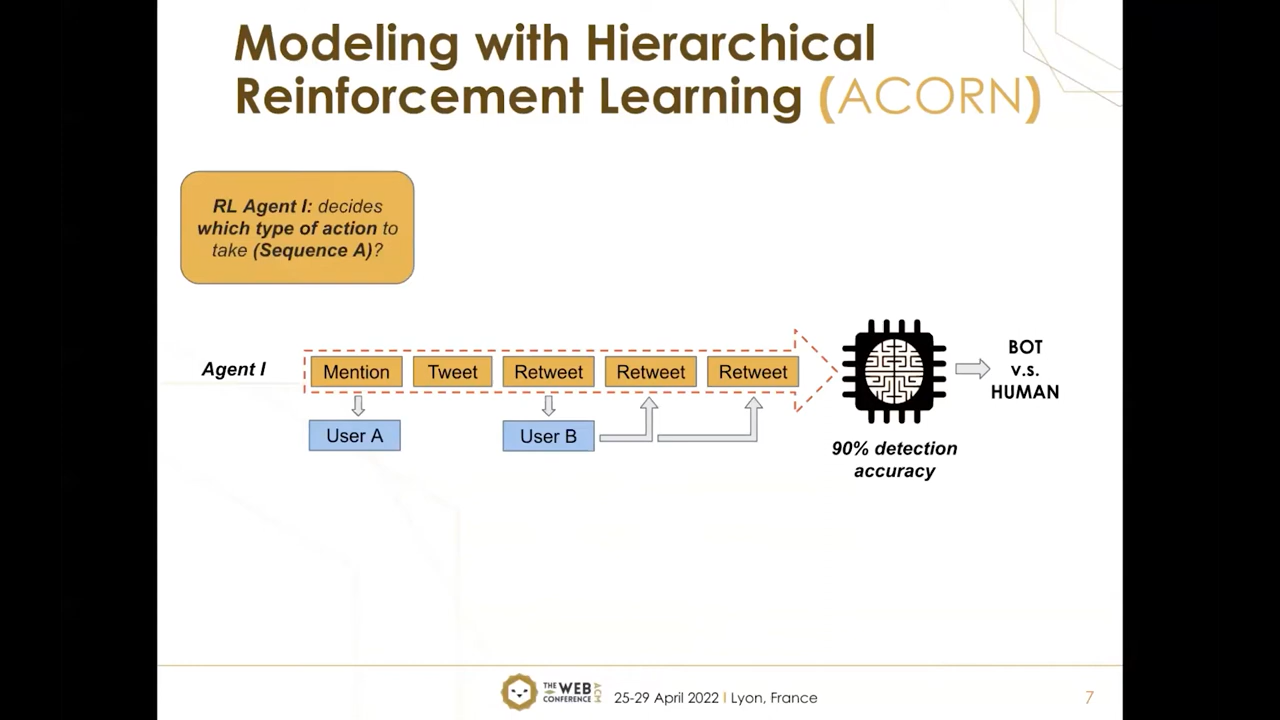 Modeling with Hierarchical
Reinforcement Learning (ACORN)
RL Agent I: decides
which type of action to
take (Sequence A)?
Agent I
Mention
Tweet
Retweet
Retweet
Retweet
User A
User B
BOT
v.s.
HUMAN
90% detection
accuracy
THE WEB
CONFERENCE
ACM
25-29 April 2022 I Lyon, France
7